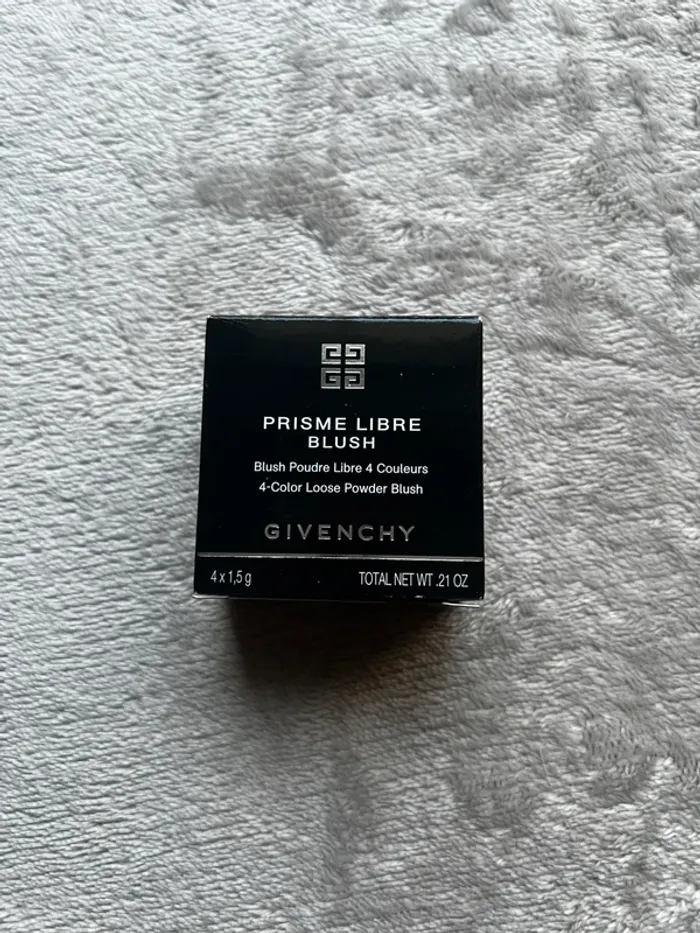 PRISME LIBRE
BLUSH
Blush Poudre Libre 4 Couleurs
4-Color Loose Powder Blush
GIVENCHY
4 x 1,5 g TOTAL NET WT .21 OZ